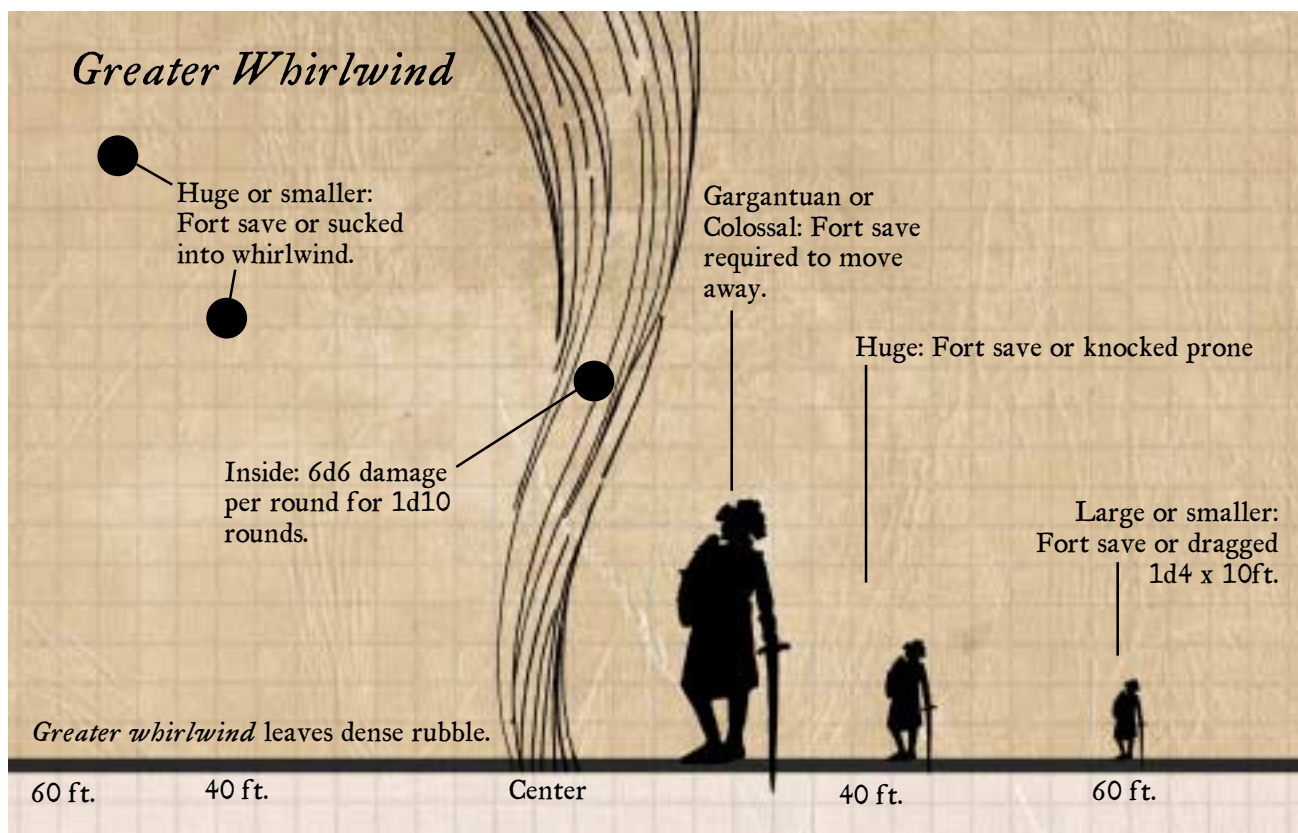 Greater Whirlwind
Huge or smaller:
Fort save or sucked
into whirlwind.
Gargantuan or
Colossal: Fort save
required to move
away.
Huge: Fort save or knocked prone
Inside: 6d6 damage
per round for 1d10
rounds.
Large or smaller:
Fort save or dragged
1d4 x 10ft.
Greater whirlwind leaves dense rubble.
60 ft.
40 ft.
Center
40 ft.
60 ft.